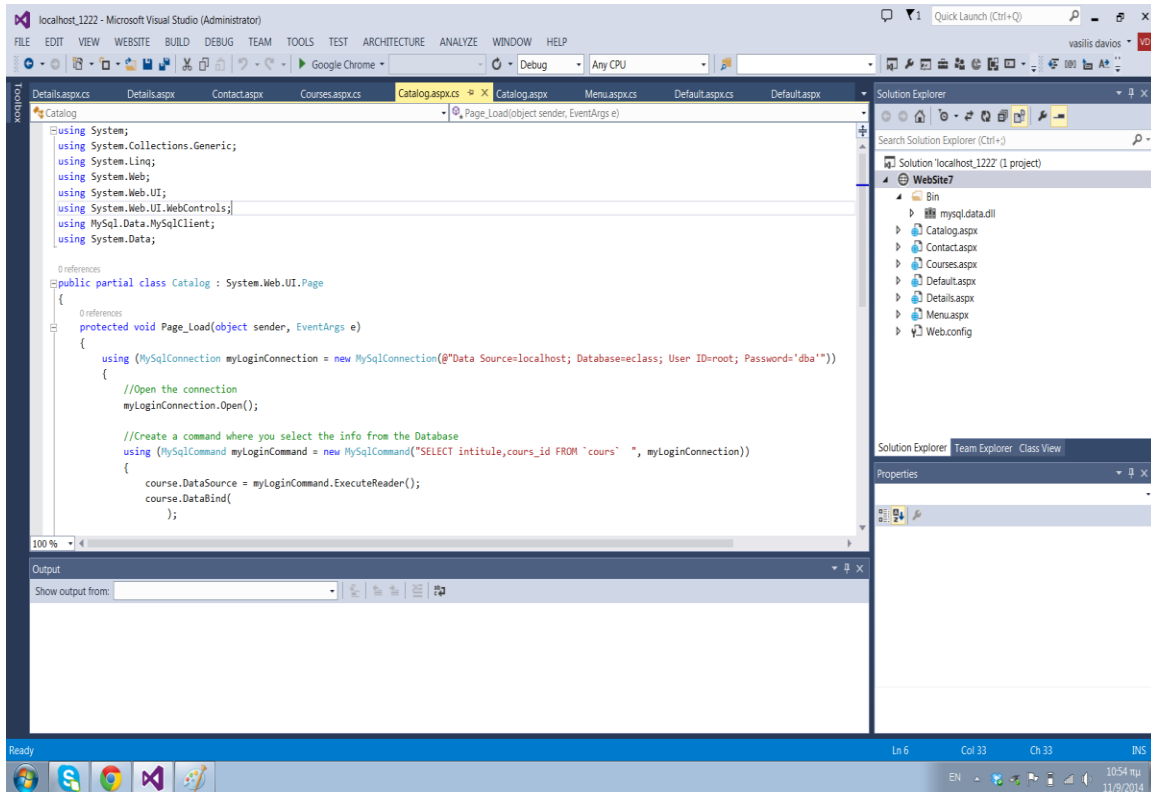 localhost_1222 - Microsoft Visual Studio (Administrator)
1
Quick Launch (Ctrl+Q)
FILE EDIT VIEW WEBSITE BUILD DEBUG TEAM TOOLS TEST ARCHITECTURE ANALYZE WINDOW HELP
vasilis davios
VD
Google Chrome
Debug
Any CPU
Toolbox
Details.aspx.cs Details.aspx Contact.aspx Courses.aspx.cs Catalog.aspx.cs Catalog.aspx Menu.aspx.cs Default.aspx.cs Default.aspx
Catalog
Page_Load(object sender, EventArgs e)
using System;
using System.Collections.Generic;
using System.Linq;
using System.Web;
using System.Web.UI;
using System.Web.UI.WebControls;
using MySql.Data.MySqlClient;
using System.Data;
0 references
public partial class Catalog : System.Web.UI.Page
{
0 references
protected void Page_Load(object sender, EventArgs e)
{
using (MySqlConnection myLoginConnection = new MySqlConnection(@"Data Source=localhost; Database=eclass; User ID=root; Password='dba'"))
{
//Open the connection
myLoginConnection.Open();
//Create a command where you select the info from the Database
using (MySqlCommand myLoginCommand = new MySqlCommand("SELECT intitule,cours_id FROM `cours`  ", myLoginConnection))
{
course.DataSource = myLoginCommand.ExecuteReader();
course.DataBind(
);
100 %
Output
Show output from:
Solution Explorer
Search Solution Explorer (Ctrl+;)
Solution 'localhost_1222' (1 project)
WebSite7
Bin
mysql.data.dll
Catalog.aspx
Contact.aspx
Courses.aspx
Default.aspx
Details.aspx
Menu.aspx
Web.config
Solution Explorer Team Explorer Class View
Properties
Ready
Ln 6 Col 33 Ch 33 INS
EN
10:54 πμ
11/9/2014